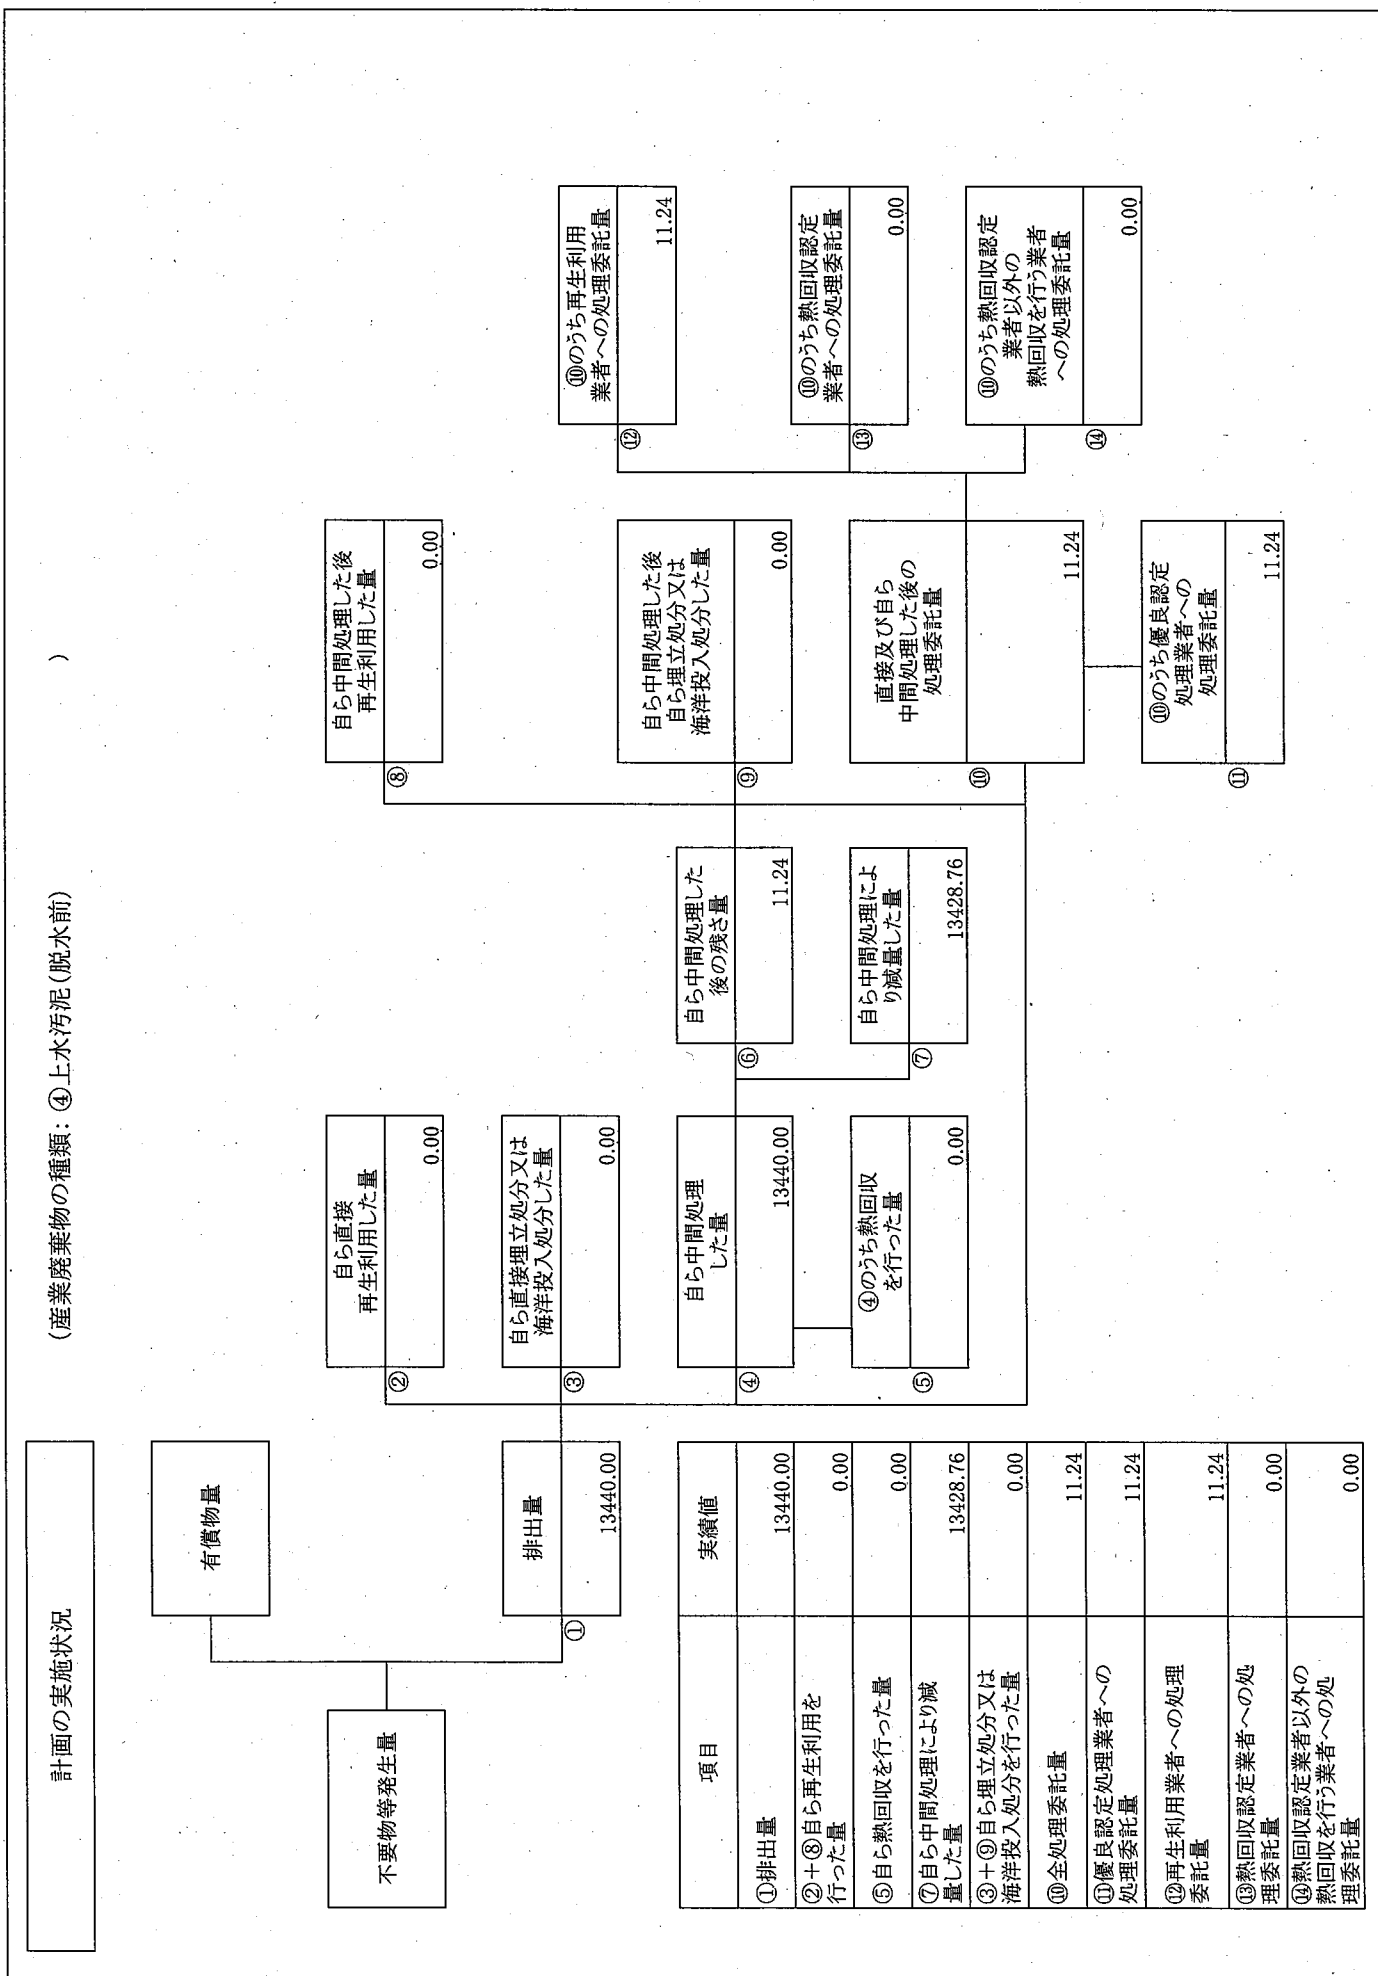 計画の実施状況
(産業廃棄物の種類：④上水汚泥(脱水前)
)
不要物等発生量
有償物量
①
排出量
13440.00
②
自ら直接
再生利用した量
0.00
③
自ら直接埋立処分又は
海洋投入処分した量
0.00
④
自ら中間処理
した量
13440.00
⑤
④のうち熱回収
を行った量
0.00
⑥
自ら中間処理した
後の残さ量
11.24
⑦
自ら中間処理によ
り減量した量
13428.76
⑧
自ら中間処理した後
再生利用した量
0.00
⑨
自ら中間処理した後
自ら埋立処分又は
海洋投入処分した量
0.00
⑩
直接及び自ら
中間処理した後の
処理委託量
11.24
⑪
⑩のうち優良認定
処理業者への
処理委託量
11.24
⑫
⑩のうち再生利用
業者への処理委託量
11.24
⑬
⑩のうち熱回収認定
業者への処理委託量
0.00
⑭
⑩のうち熱回収認定
業者以外の
熱回収を行う業者
への処理委託量
0.00
項目
実績値
①排出量
13440.00
②＋⑧自ら再生利用を
行った量
0.00
⑤自ら熱回収を行った量
0.00
⑦自ら中間処理により減
量した量
13428.76
③＋⑨自ら埋立処分又は
海洋投入処分を行った量
0.00
⑩全処理委託量
11.24
⑪優良認定処理業者への
処理委託量
11.24
⑫再生利用業者への処理
委託量
11.24
⑬熱回収認定業者への処
理委託量
0.00
⑭熱回収認定業者以外の
熱回収を行う業者への処
理委託量
0.00